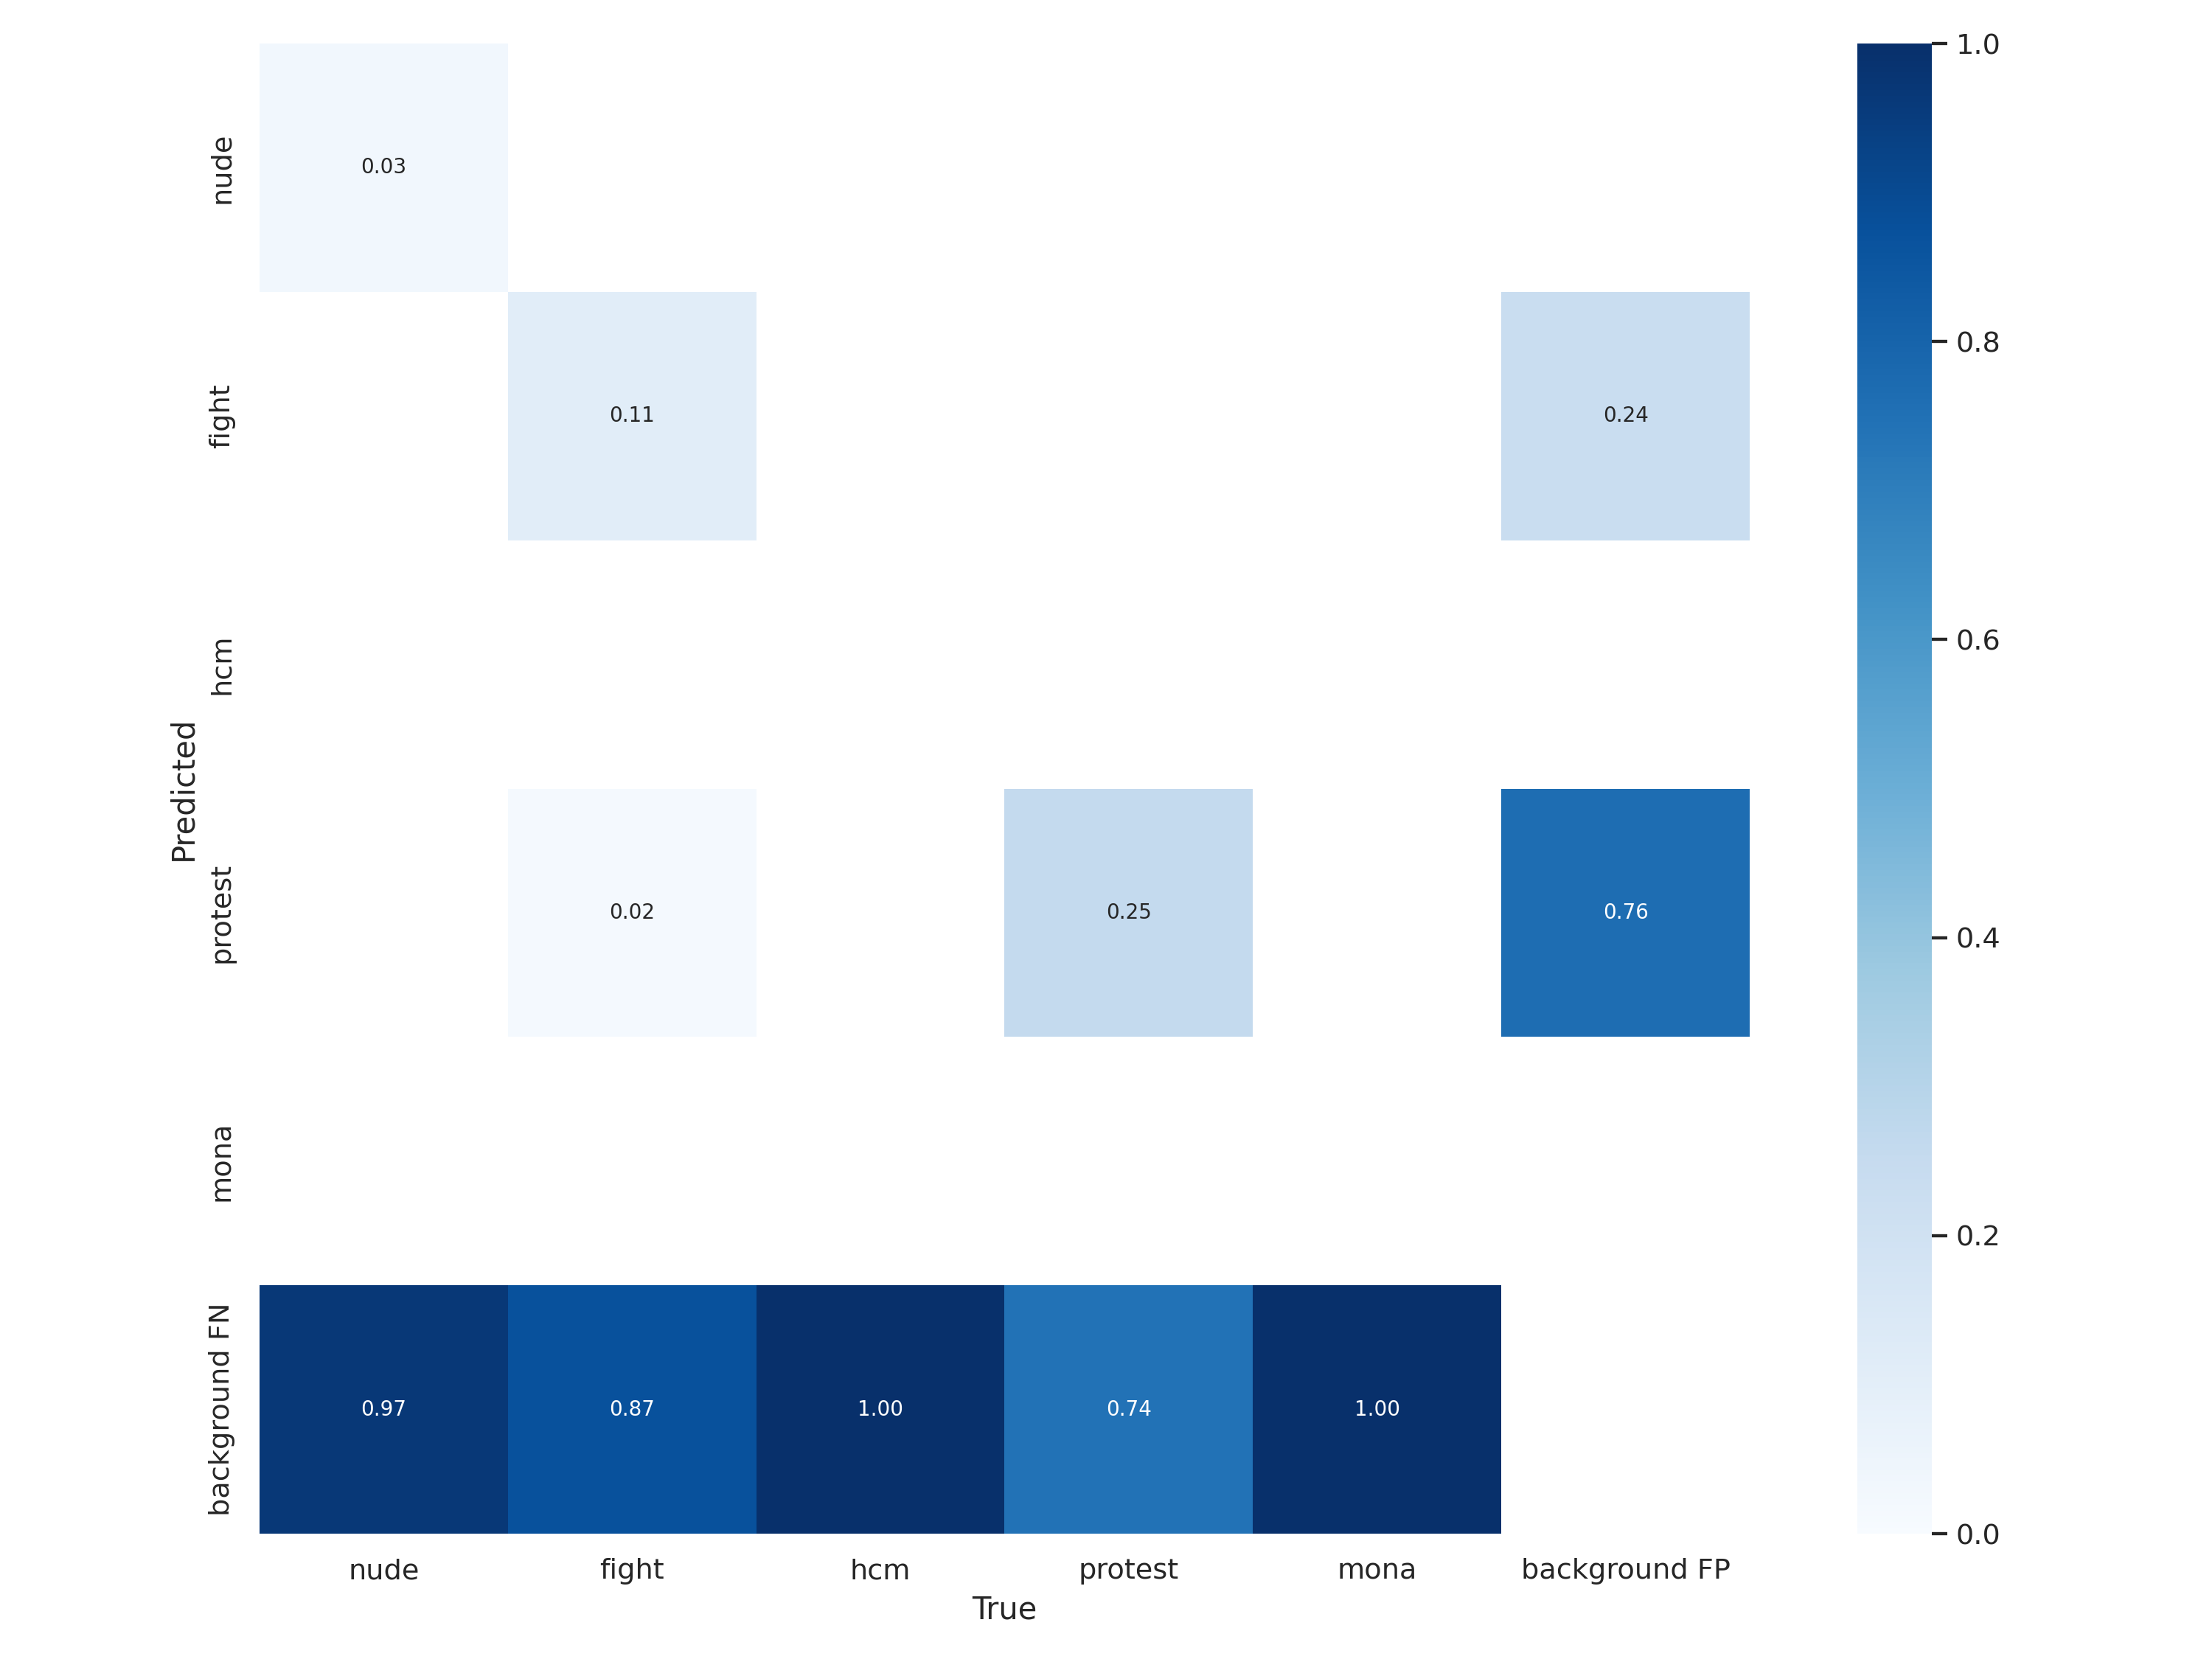 1.0
nude
0.03
0.8
fight
0.11
0.24
hcm
0.6
Predicted
protest
0.02
0.25
0.76
0.4
mona
0.2
background FN
0.97
0.87
1.00
0.74
1.00
0.0
nude fight hcm protest mona background FP
True